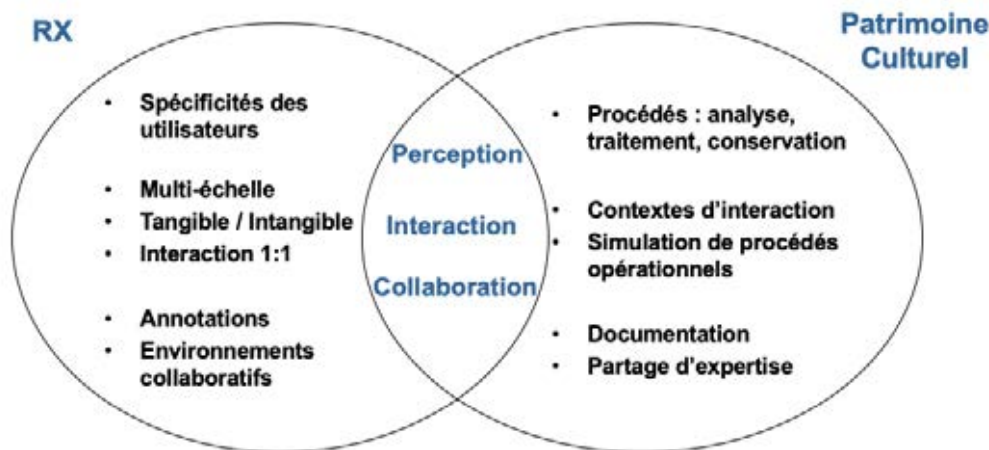 RX
• Spécificités des
utilisateurs
• Multi-échelle
• Tangible / Intangible
• Interaction 1:1
• Annotations
• Environnements
collaboratifs
Perception
Interaction
Collaboration
Patrimoine
Culturel
• Procédés : analyse,
traitement, conservation
• Contextes d'interaction
• Simulation de procédés
opérationnels
• Documentation
• Partage d'expertise